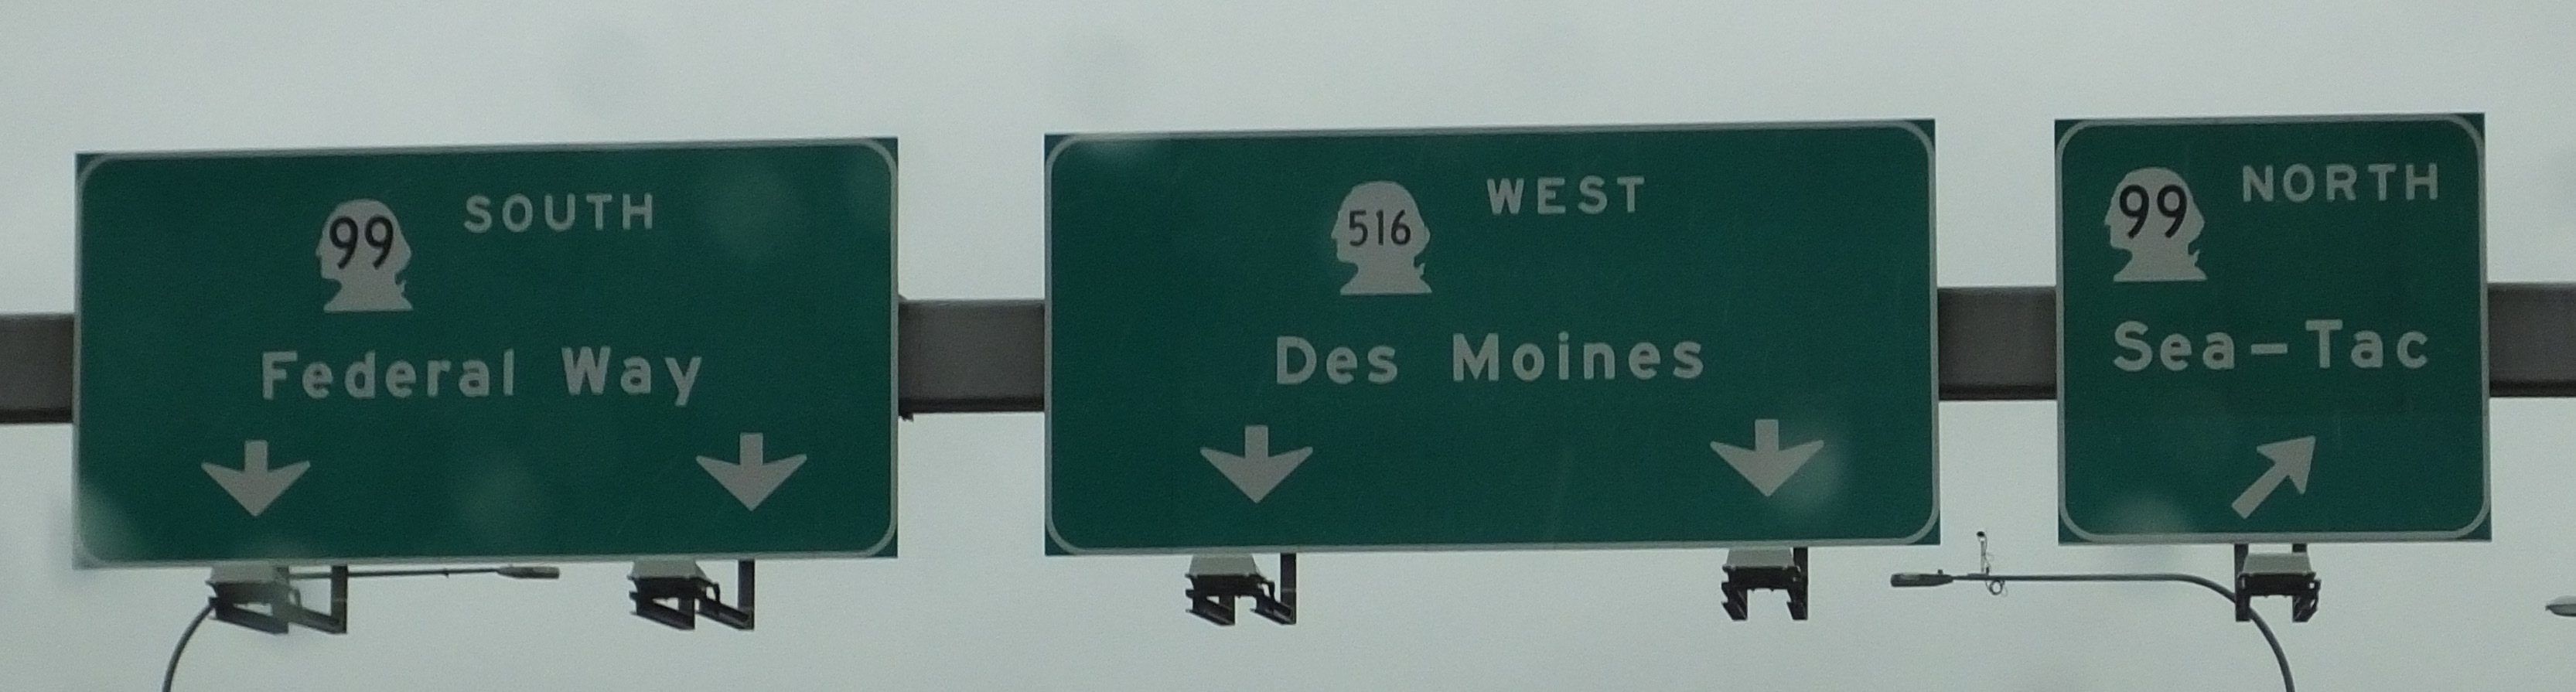 99 SOUTH
Federal Way
516 WEST
Des Moines
99 NORTH
Sea-Tac